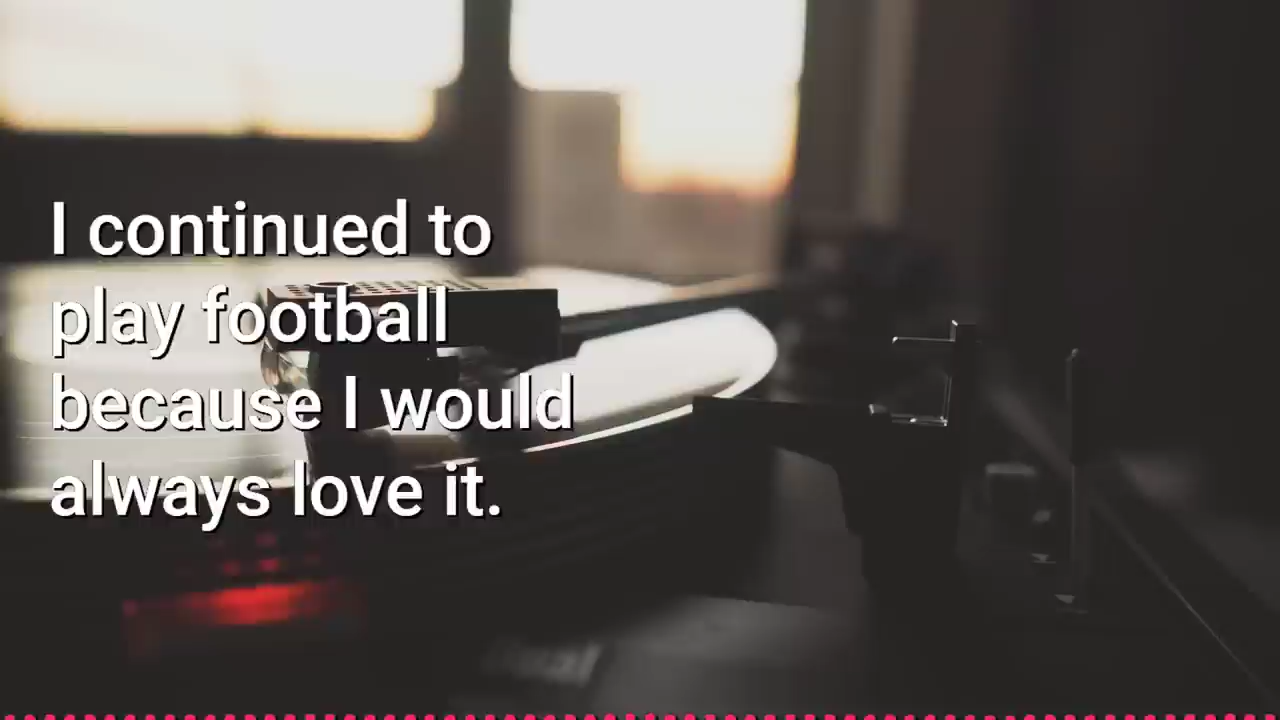 I continued to
play football
because I would
always love it.